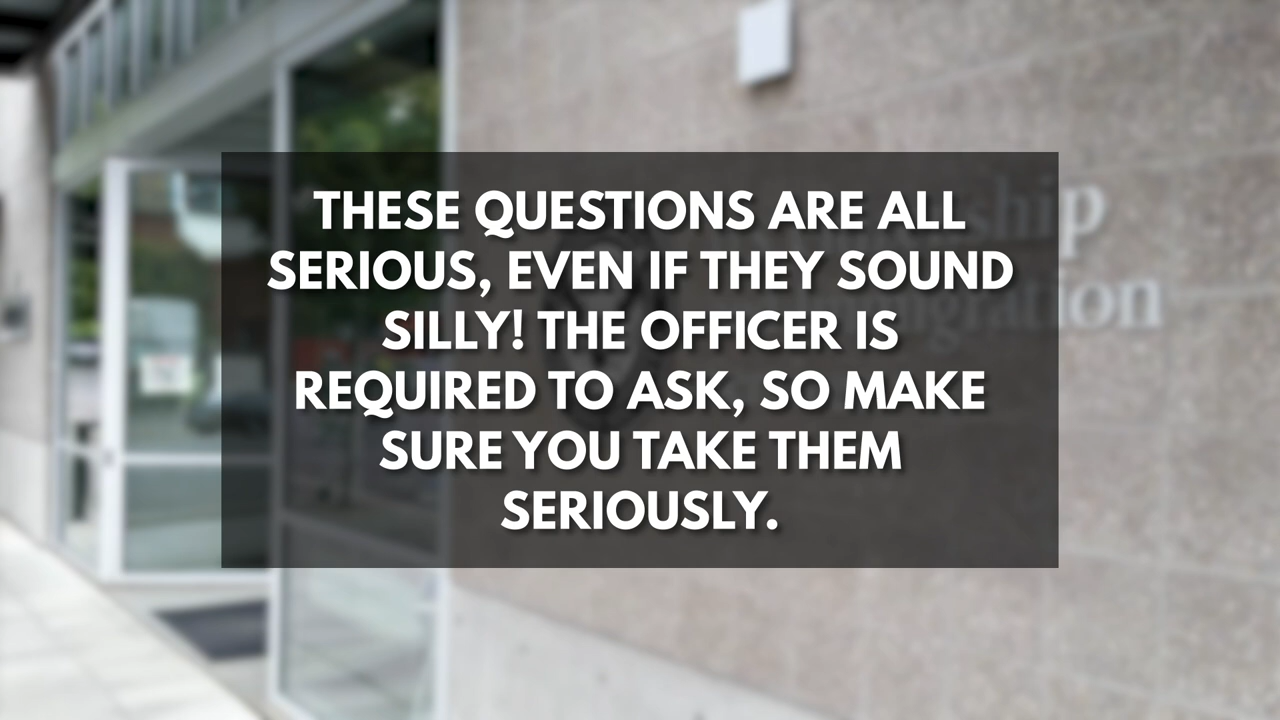 THESE QUESTIONS ARE ALL
SERIOUS, EVEN IF THEY SOUND
SILLY! THE OFFICER IS
REQUIRED TO ASK, SO MAKE
SURE YOU TAKE THEM
SERIOUSLY.